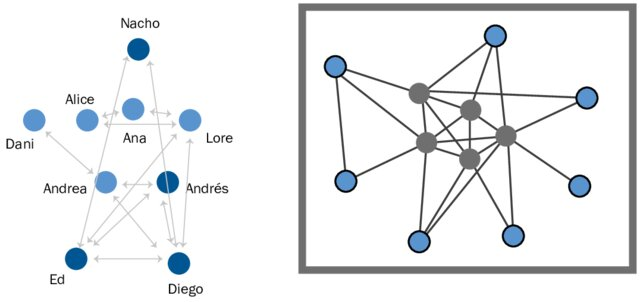 Nacho
Alice
Dani
Ana
Lore
Andrea
Andrés
Ed
Diego